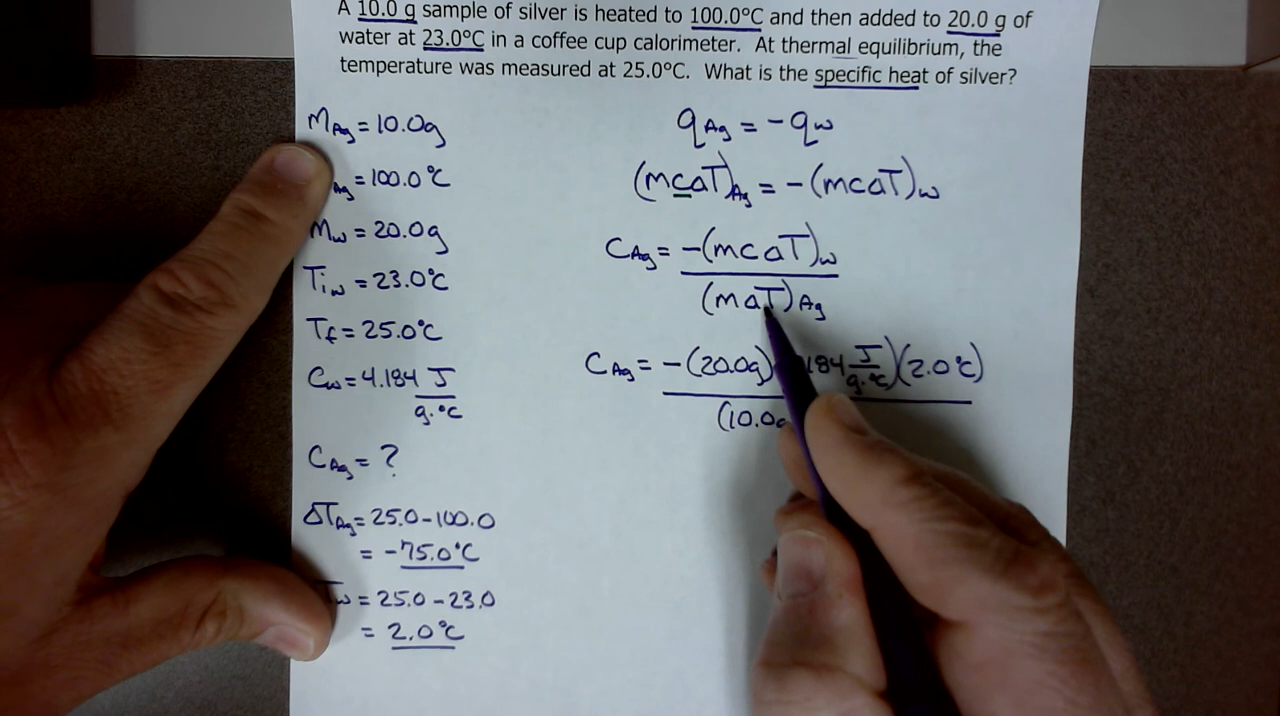 A 10.0 g sample of silver is heated to 100.0°C and then added to 20.0 g of
water at 23.0°C in a coffee cup calorimeter. At thermal equilibrium, the
temperature was measured at 25.0°C. What is the specific heat of silver?
mAg = 10.0g
Ag = 100.0°C
mw = 20.0g
Tiw = 23.0°C
Tf = 25.0°C
Cw = 4.184 J
g·°C
CAg = ?
ΔTAg = 25.0 - 100.0
= -75.0°C
Tw = 25.0 - 23.0
= 2.0°C
qAg = -qw
(mcΔT)Ag = -(mcΔT)w
CAg = -(mcΔT)w
(mΔT)Ag
CAg = -(20.0g) 184 J/g·°C)(2.0°C)
(10.0